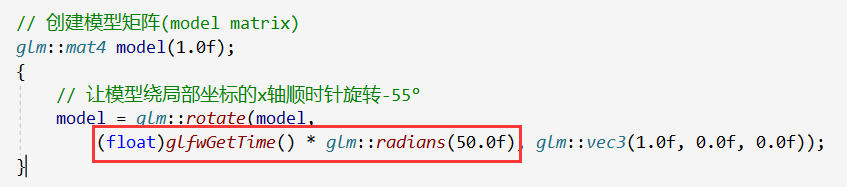 // 创建模型矩阵(model matrix)
glm::mat4 model(1.0f);
{
// 让模型绕局部坐标的x轴顺时针旋转-55°
model = glm::rotate(model,
(float)glfwGetTime() * glm::radians(50.0f), glm::vec3(1.0f, 0.0f, 0.0f));
}